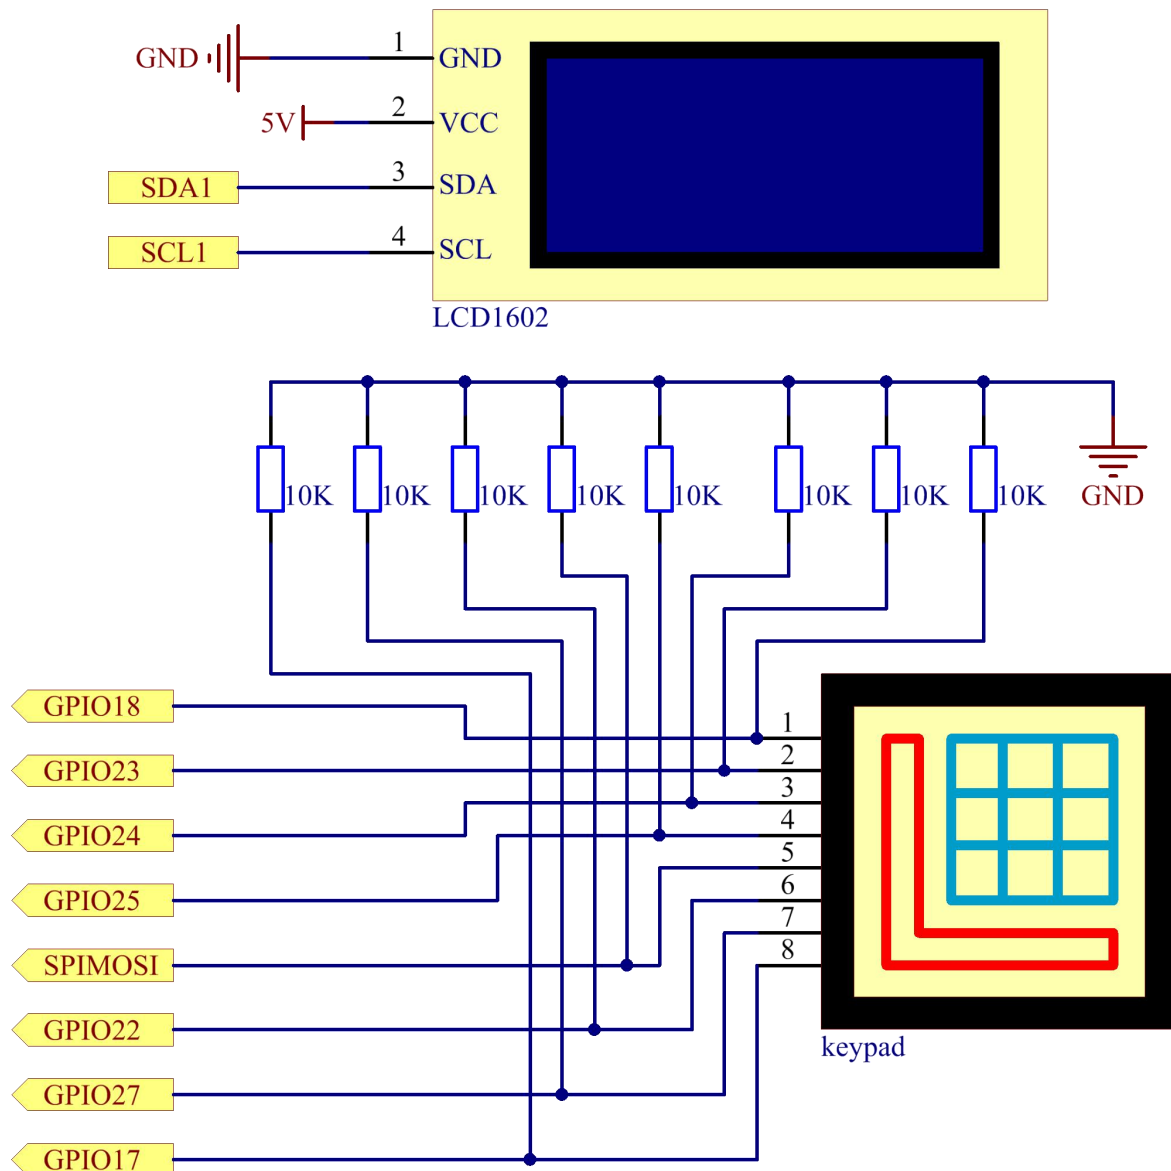 GND 1 GND
5V 2 VCC
SDA1 3 SDA
SCL1 4 SCL
LCD1602
10K 10K 10K 10K 10K 10K 10K 10K
GND
GPIO18 1
GPIO23 2
GPIO24 3
4
GPIO25 5
6
SPIMOSI 7
8
GPIO22
keypad
GPIO27
GPIO17